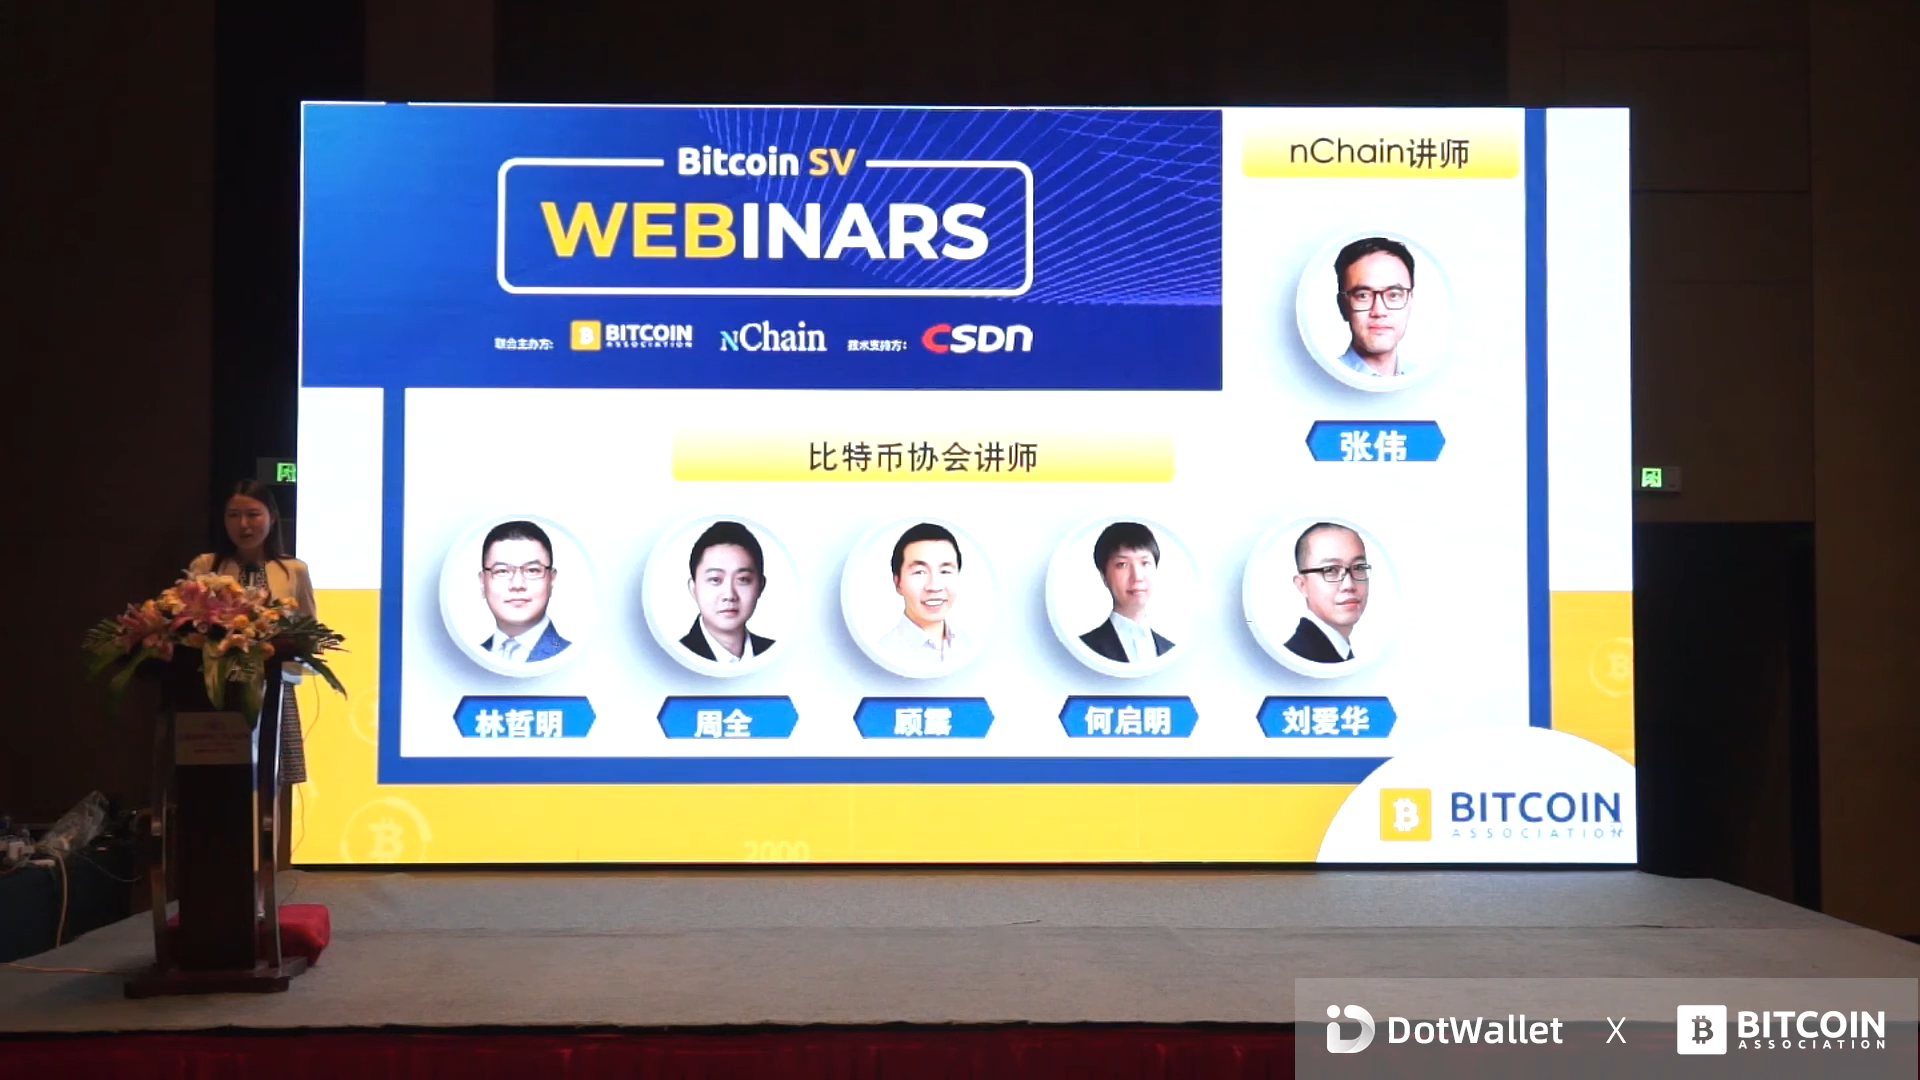 Bitcoin SV
WEBINARS
联合主办方: BITCOIN ASSOCIATION nChain 技术支持方: CSDN
nChain讲师
张伟
比特币协会讲师
林哲明 周全 顾露 何启明 刘爱华
BITCOIN
ASSOCIATION
2000
DotWallet X BITCOIN
ASSOCIATION